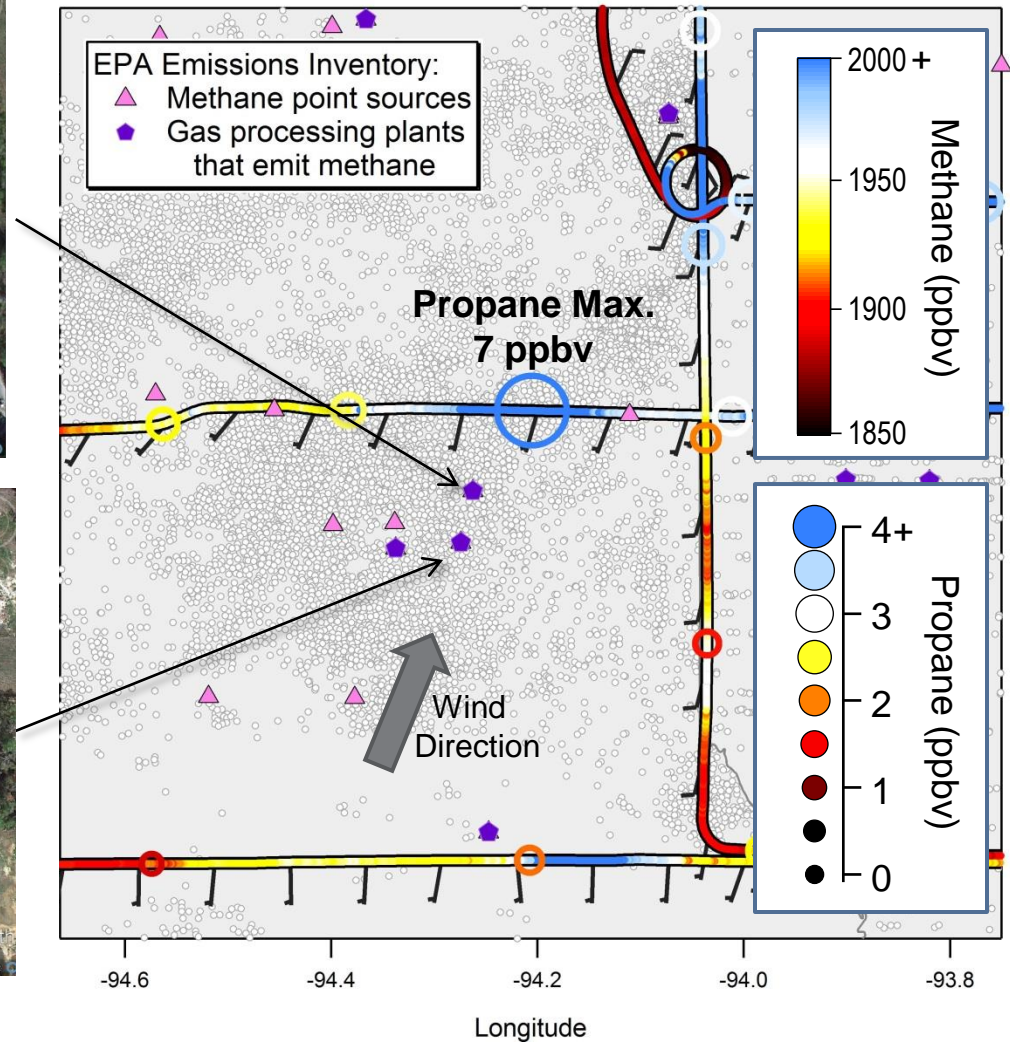 EPA Emissions Inventory:
Methane point sources
Gas processing plants
that emit methane
2000 +
1950
1900
1850
Methane (ppbv)
Propane Max.
7 ppbv
4+
3
2
1
0
Propane (ppbv)
Wind
Direction
-94.6
-94.4
-94.2
-94.0
-93.8
Longitude